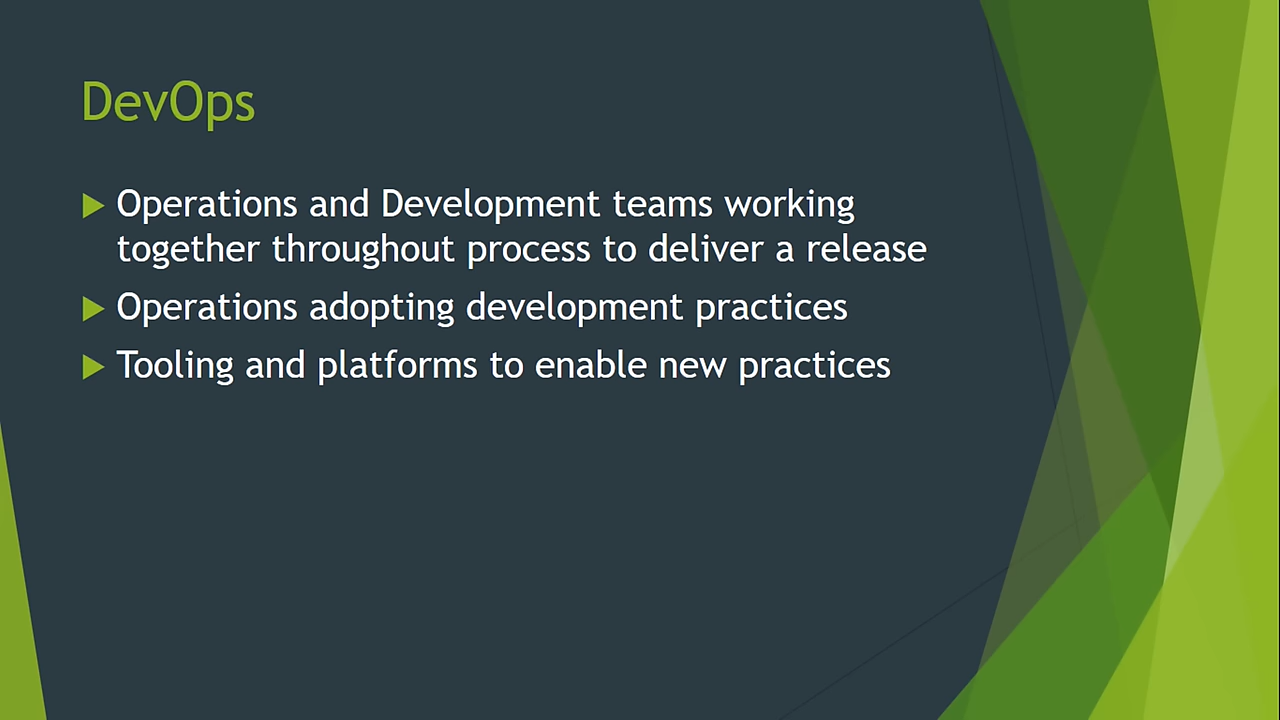 DevOps
Operations and Development teams working
together throughout process to deliver a release
Operations adopting development practices
Tooling and platforms to enable new practices